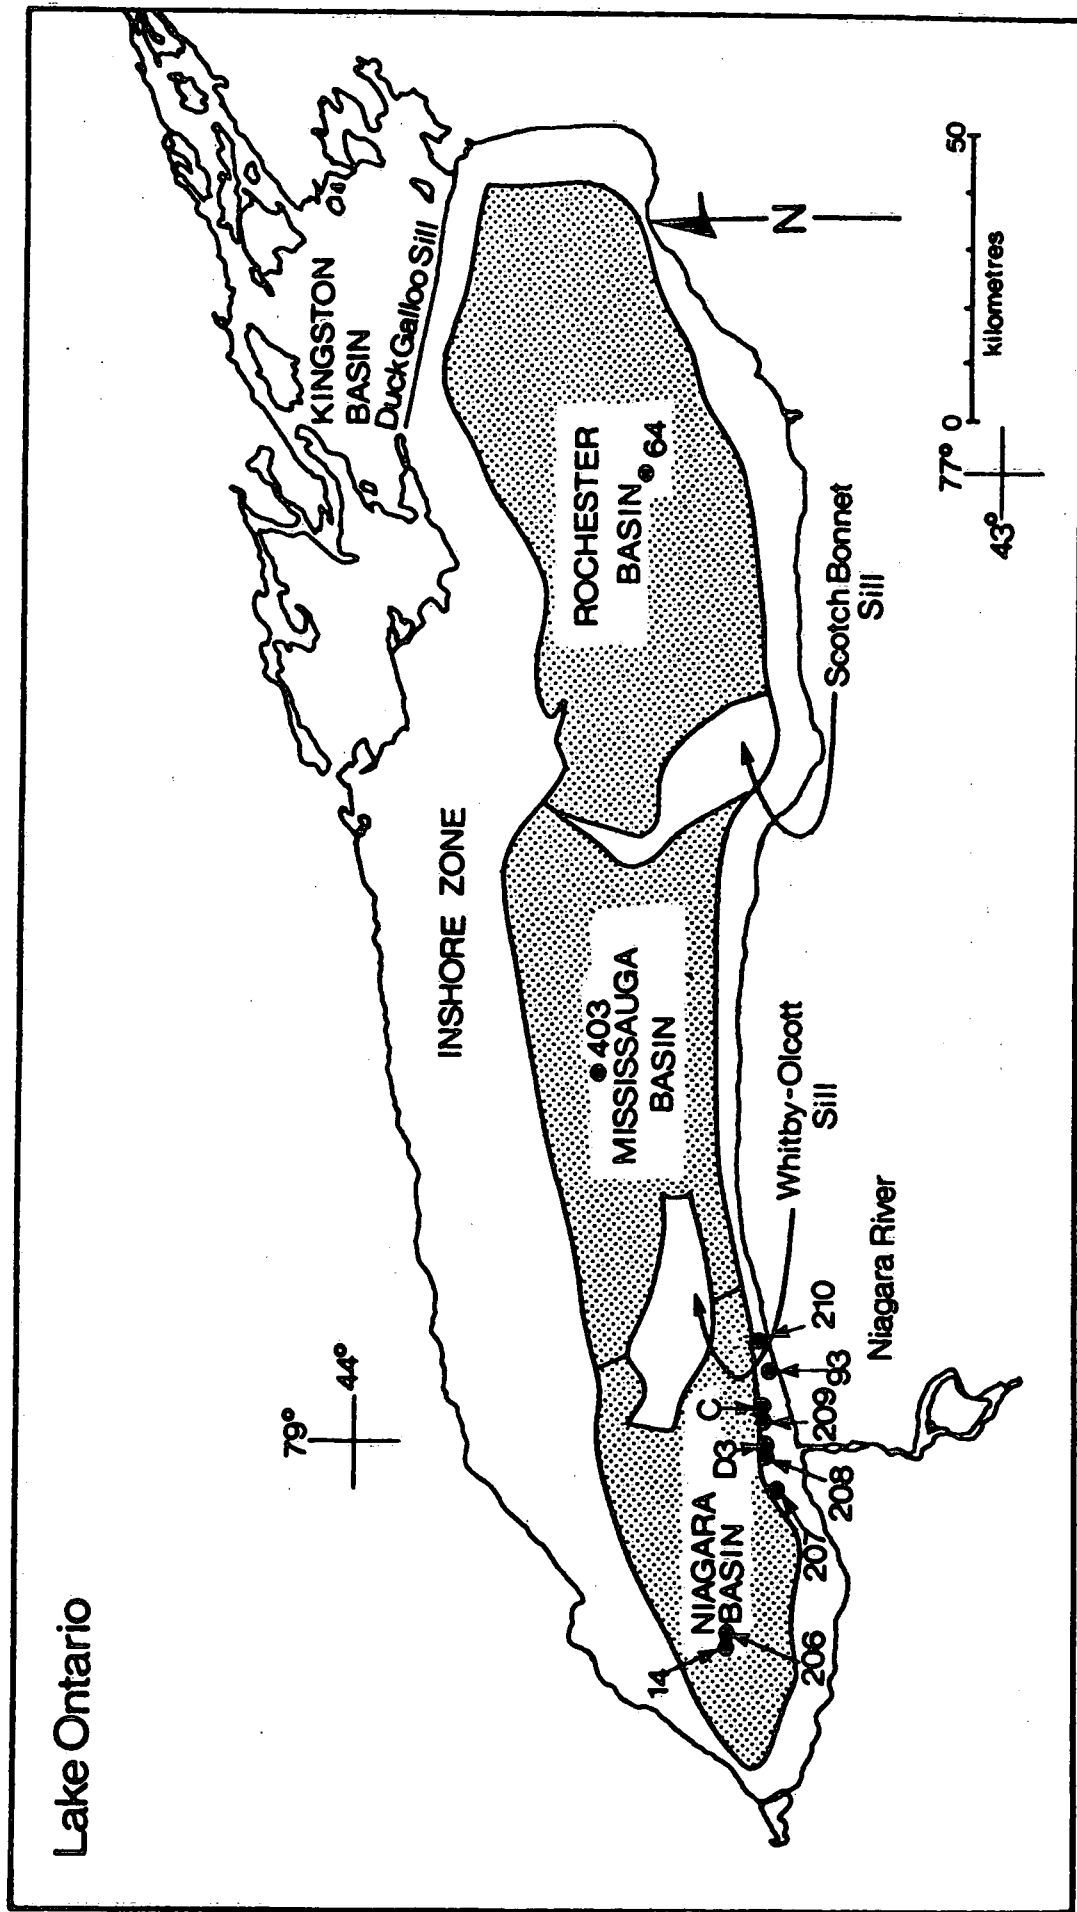 Lake Ontario
79°
44°
INSHORE ZONE
KINGSTON
BASIN
Duck Galloo Sill
ROCHESTER
BASIN
64
403
MISSISSAUGA
BASIN
NIAGARA
BASIN
14
206
207
D3
208
C
209
93
210
Niagara River
Whitby-Olcott
Sill
Scotch Bonnet
Sill
N
77°
43°
0
50
kilometres